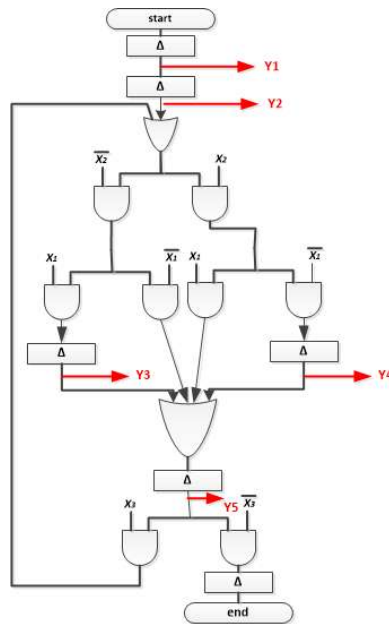 start
Δ
Y1
Δ
Y2
X̅₂ X₂
X₁ X̅₁ X₁ X̅₁
Δ Δ
Y3 Y4
Δ
Y5
X₃ X̅₃
Δ
end